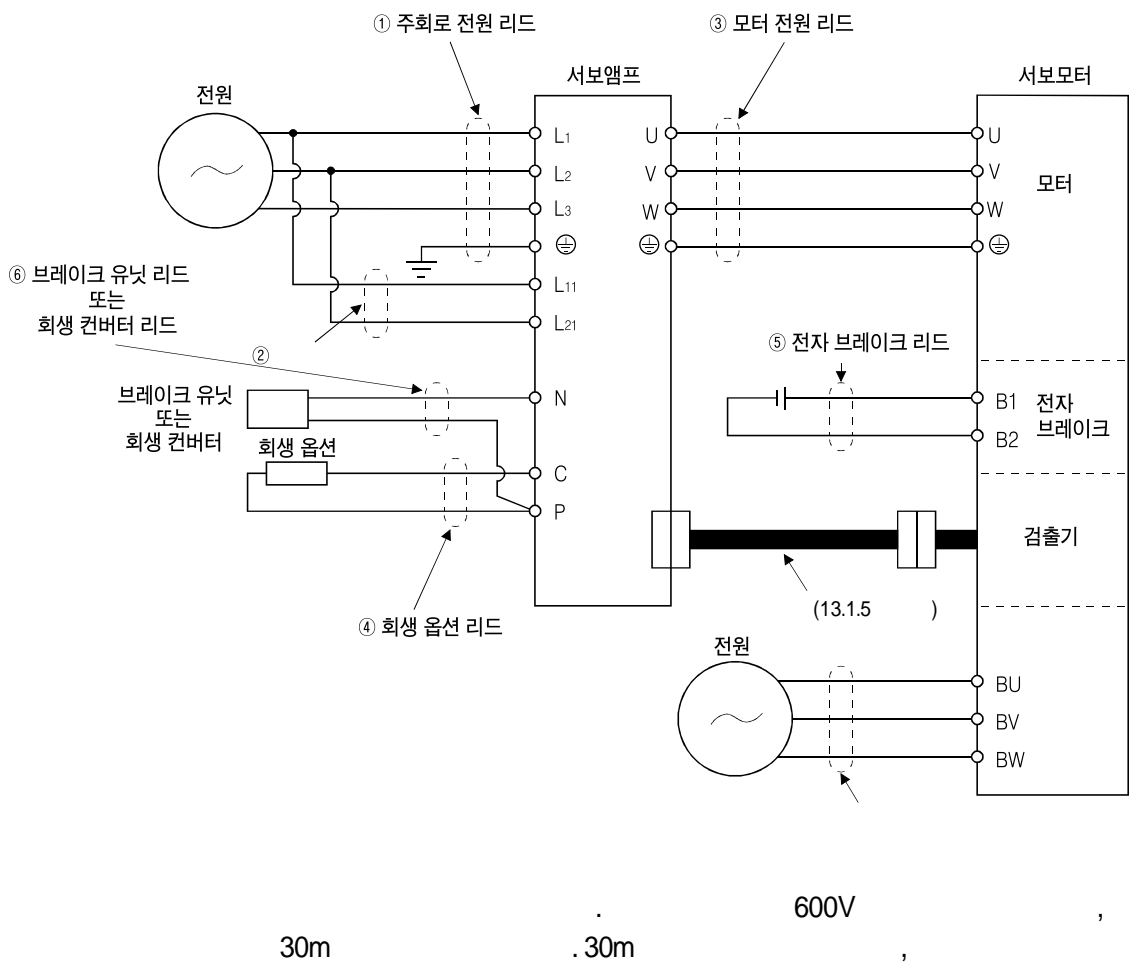 ① 주회로 전원 리드
③ 모터 전원 리드
서보앰프
서보모터
전원
L1
L2
L3
L11
L21
N
C
P
U
V
W
U
V
W
모터
⑥ 브레이크 유닛 리드
또는
회생 컨버터 리드
②
브레이크 유닛
또는
회생 컨버터
회생 옵션
④ 회생 옵션 리드
⑤ 전자 브레이크 리드
B1
B2
전자
브레이크
검출기
(13.1.5 )
전원
BU
BV
BW
. 600V ,
30m . 30m ,